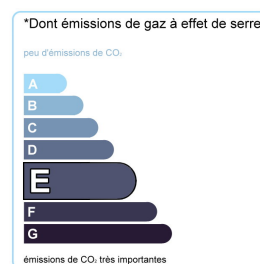 *Dont émissions de gaz à effet de serre
peu d'émissions de CO₂
A
B
C
D
E
F
G
émissions de CO₂ très importantes